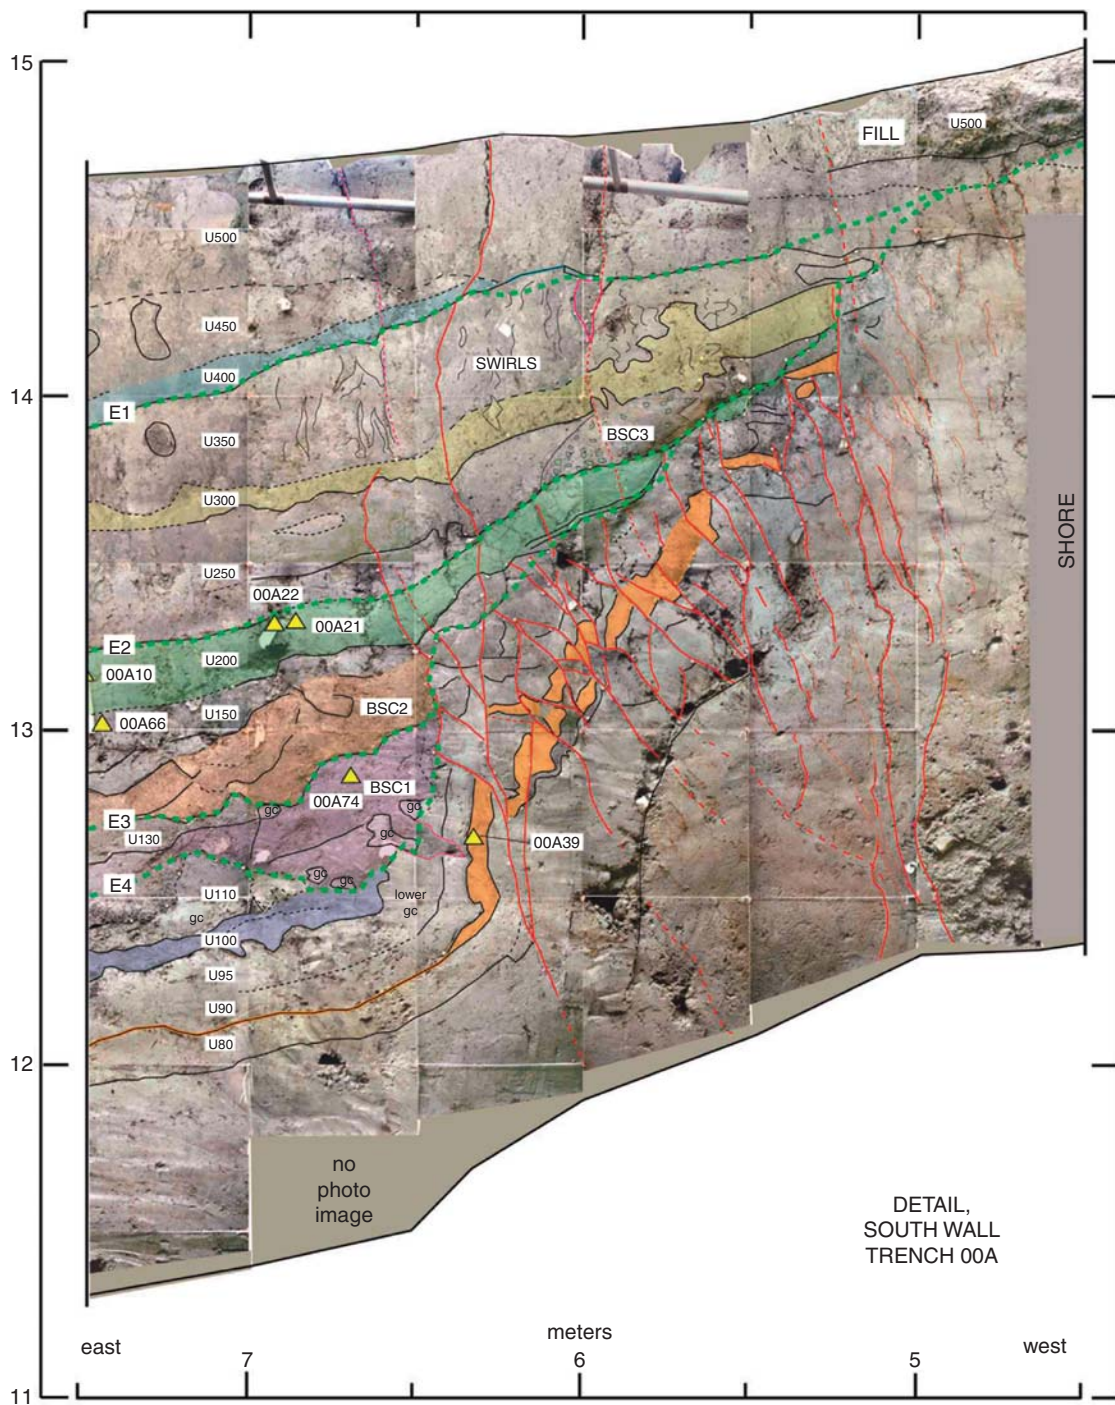 15
FILL
U500
U500
U450
SWIRLS
U400
14
E1
BSC3
U350
U300
SHORE
U250
00A22
00A21
E2
U200
00A10
BSC2
U150
00A66
13
BSC1
00A74
gc
gc
E3
gc
U130
00A39
gc
gc
E4
U110
lower
gc
gc
U100
U95
U90
U80
12
no
photo
image
DETAIL,
SOUTH WALL
TRENCH 00A
meters
east
west
7
6
5
11